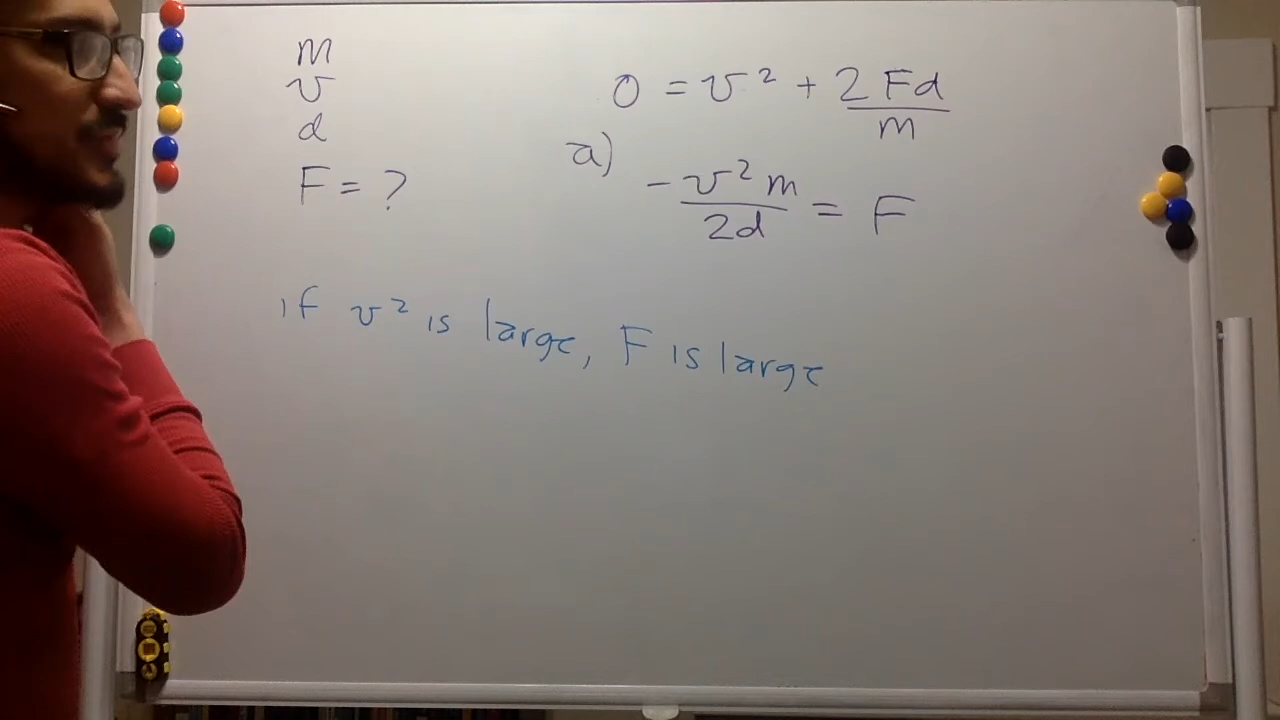 m
v
d
F = ?
0 = v² + 2Fd/m
a)
-v²m/2d = F
if v² is large, F is large